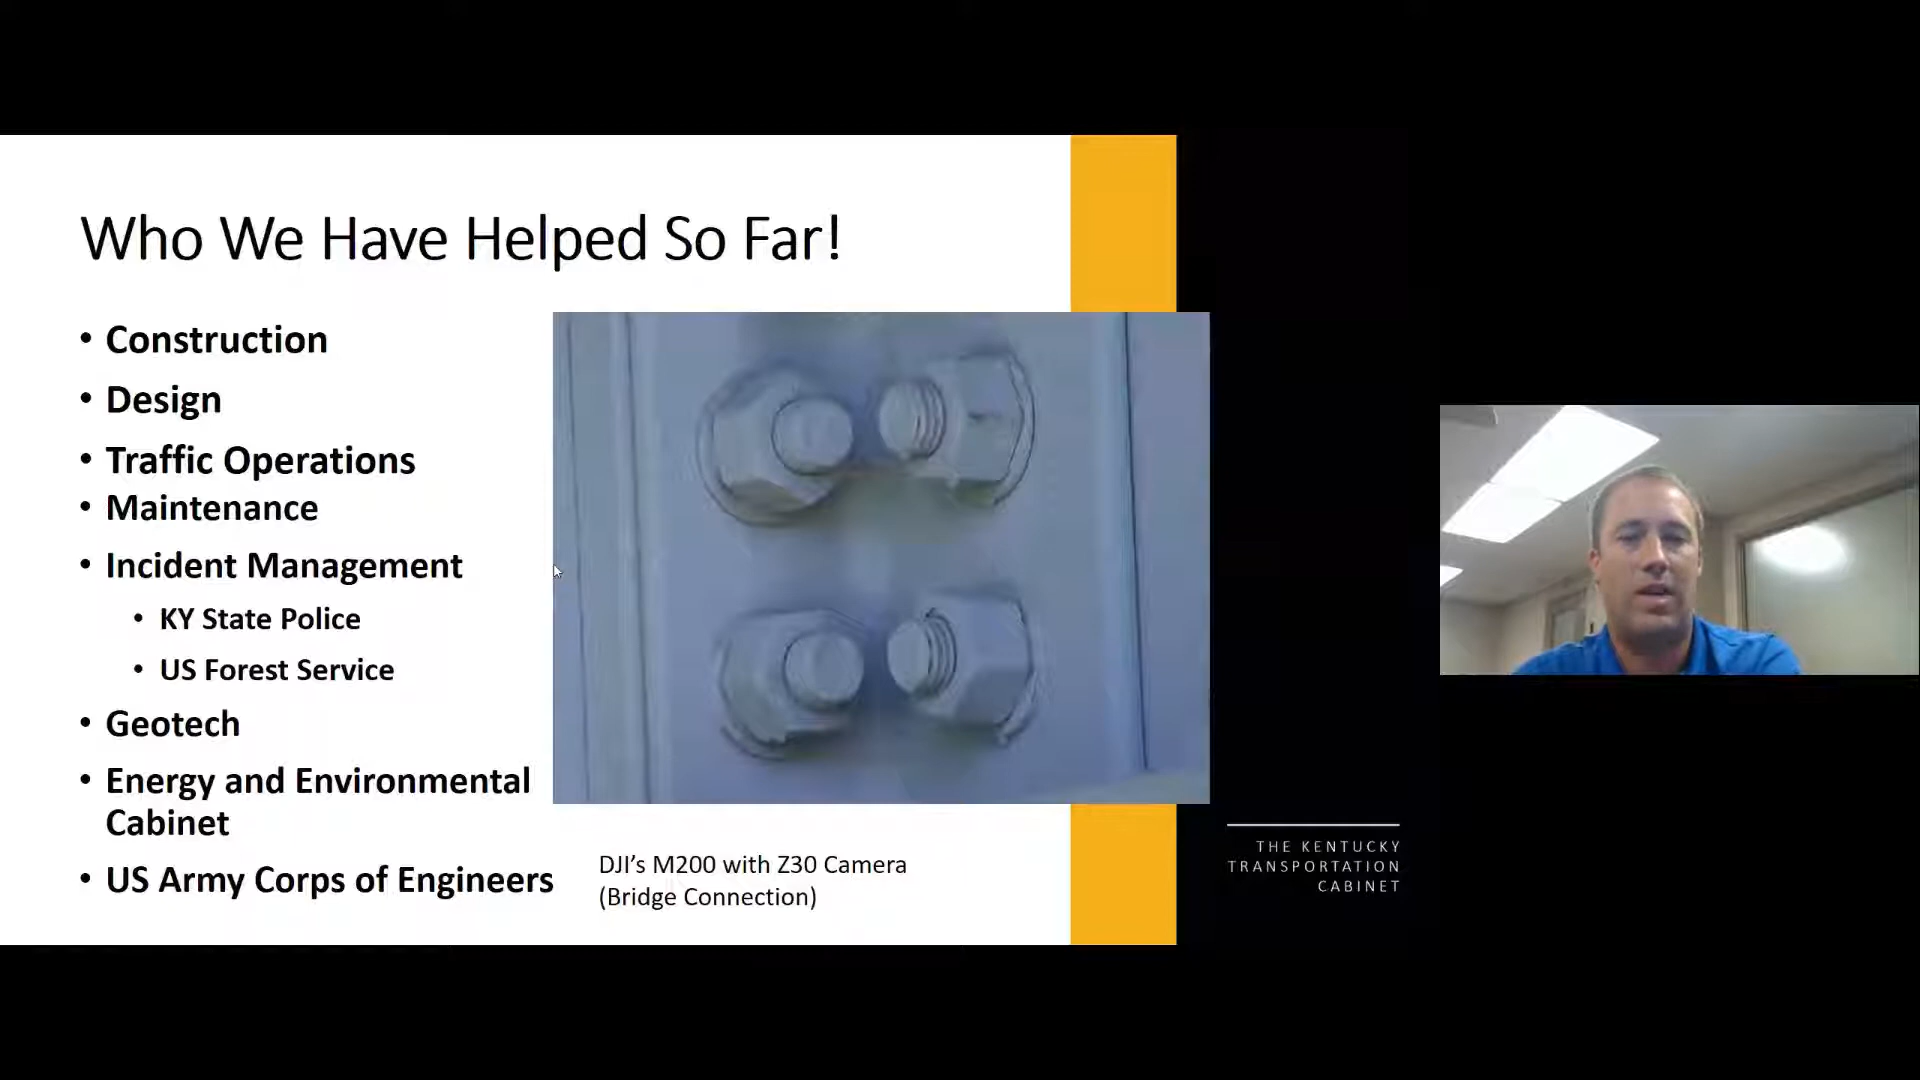 Who We Have Helped So Far!
• Construction
• Design
• Traffic Operations
• Maintenance
• Incident Management
• KY State Police
• US Forest Service
• Geotech
• Energy and Environmental
Cabinet
• US Army Corps of Engineers
DJI’s M200 with Z30 Camera
(Bridge Connection)
THE KENTUCKY
TRANSPORTATION
CABINET